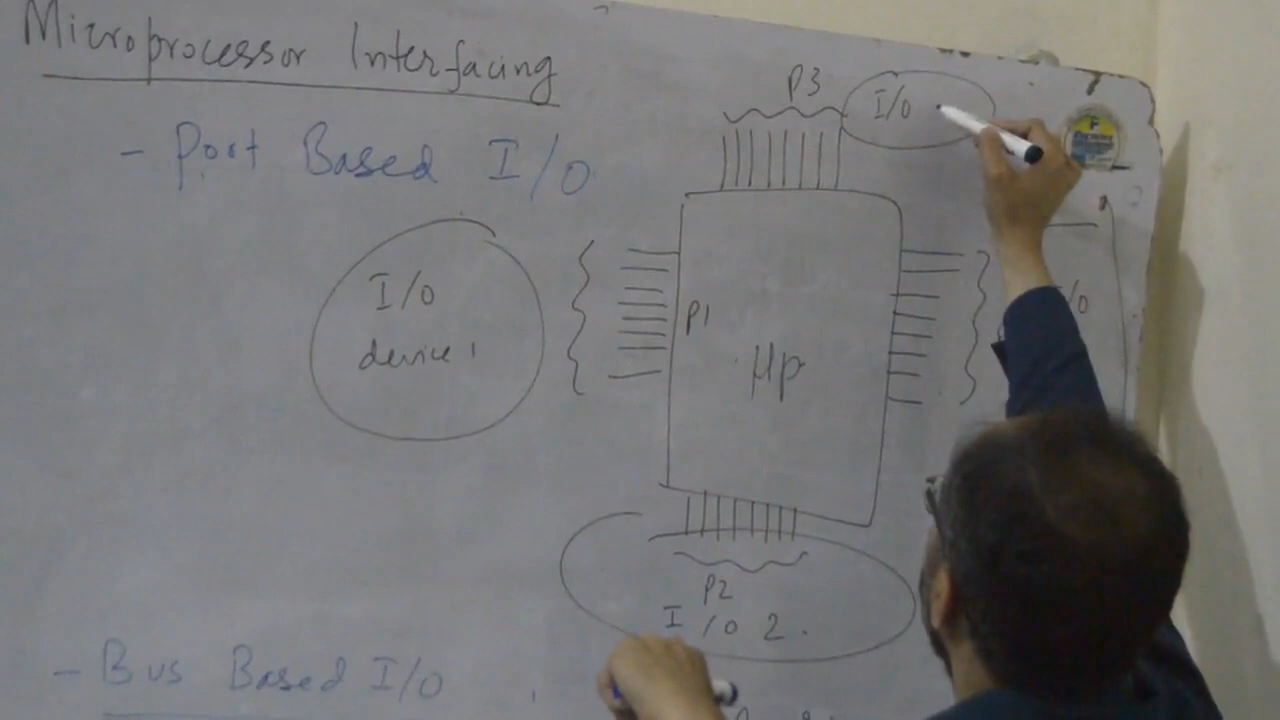 Microprocessor Interfacing
- Port Based I/O
P3
I/O
I/O
device 1
P1
μp
P2
I/O 2.
- Bus Based I/O